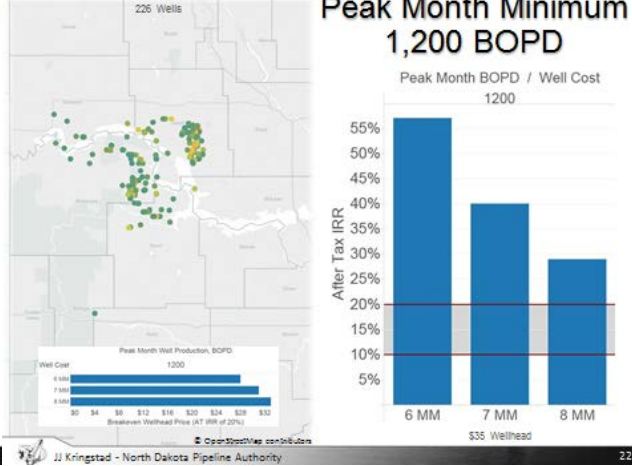 226 Wells
Peak Month Minimum
1,200 BOPD
Peak Month BOPD / Well Cost
1200
55%
50%
45%
40%
35%
30%
25%
20%
15%
10%
5%
After Tax IRR
6 MM 7 MM 8 MM
$35 Wellhead
Peak Month Well Production, BOPD
Well Cost 1200
6 MM
7 MM
8 MM
$0 $4 $8 $12 $16 $20 $24 $28 $32
Breakeven Wellhead Price (AT IRR of 20%)
© OpenStreetMap contributors
JJ Kringstad - North Dakota Pipeline Authority 22